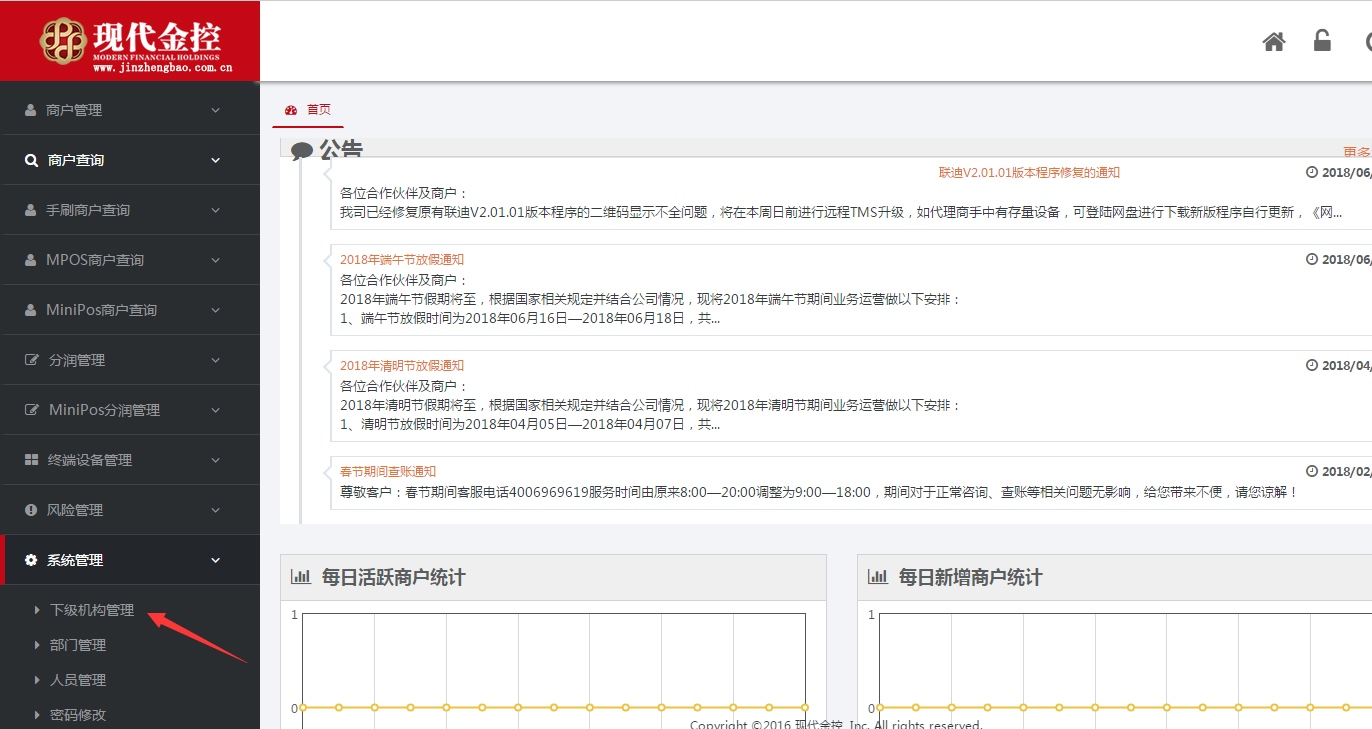 现代金控
MODERN FINANCIAL HOLDINGS
www.jinzhengbao.com.cn
商户管理
商户查询
手刷商户查询
MPOS商户查询
MiniPos商户查询
分润管理
MiniPos分润管理
终端设备管理
风险管理
系统管理
下级机构管理
部门管理
人员管理
密码修改
首页
公告
更多
联迪V2.01.01版本程序修复的通知
2018/06/
各位合作伙伴及商户：
我司已经修复原有联迪V2.01.01版本程序的二维码显示不全问题，将在本周日前进行远程TMS升级，如代理商手中有存量设备，可登陆网盘进行下载新版程序自行更新，《网...
2018年端午节放假通知
2018/06/
各位合作伙伴及商户：
2018年端午节假期将至，根据国家相关规定并结合公司情况，现将2018年端午节期间业务运营做以下安排：
1、端午节放假时间为2018年06月16日—2018年06月18日，共...
2018年清明节放假通知
2018/04/
各位合作伙伴及商户：
2018年清明节假期将至，根据国家相关规定并结合公司情况，现将2018年清明节期间业务运营做以下安排：
1、清明节放假时间为2018年04月05日—2018年04月07日，共...
春节期间查账通知
2018/02/
尊敬客户：春节期间客服电话4006969619服务时间由原来8:00—20:00调整为9:00—18:00，期间对于正常咨询、查账等相关问题无影响，给您带来不便，请您谅解！
每日活跃商户统计
1
0
每日新增商户统计
1
0
Copyright ©2016 现代金控, Inc. All rights reserved.